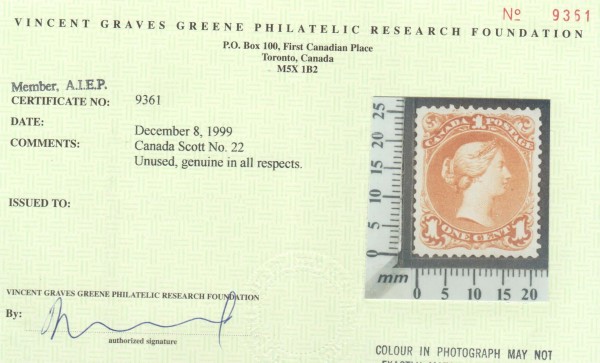 Nº 9351
VINCENT GRAVES GREENE PHILATELIC RESEARCH FOUNDATION
P.O. Box 100, First Canadian Place
Toronto, Canada
M5X 1B2
Member, A.I.E.P.
CERTIFICATE NO: 9361
DATE: December 8, 1999
COMMENTS: Canada Scott No. 22
Unused, genuine in all respects.
ISSUED TO:
25
20
15
10
5
0
mm 0 5 10 15 20
CANADA POSTAGE
1
1 ONE CENT 1
VINCENT GRAVES GREENE PHILATELIC RESEARCH FOUNDATION
By:
authorized signature
COLOUR IN PHOTOGRAPH MAY NOT